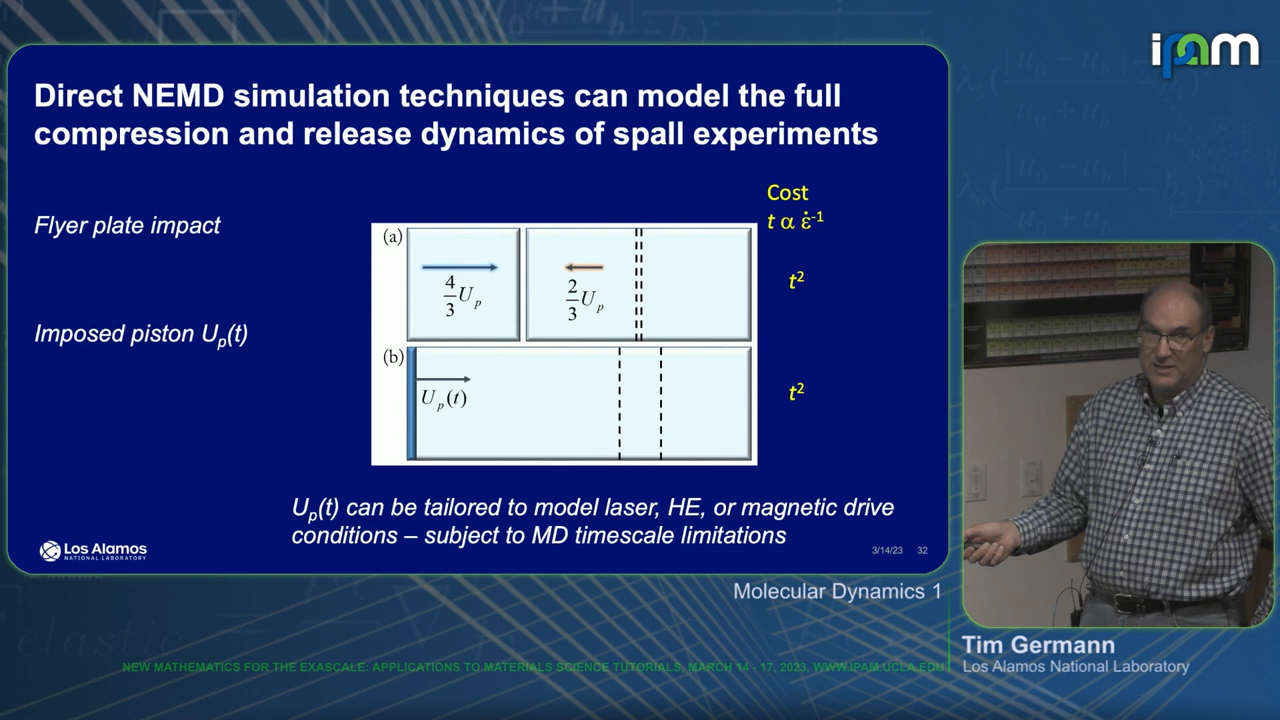 ipam
Direct NEMD simulation techniques can model the full
compression and release dynamics of spall experiments
Cost
t α ε̇⁻¹
Flyer plate impact
(a)
4/3 Uₚ
2/3 Uₚ
t²
Imposed piston Uₚ(t)
(b)
Uₚ(t)
t²
Uₚ(t) can be tailored to model laser, HE, or magnetic drive
conditions – subject to MD timescale limitations
Los Alamos
NATIONAL LABORATORY
3/14/23 32
Molecular Dynamics 1
Tim Germann
Los Alamos National Laboratory
NEW MATHEMATICS FOR THE EXASCALE: APPLICATIONS TO MATERIALS SCIENCE TUTORIALS, MARCH 14 - 17, 2023, WWW.IPAM.UCLA.EDU
elastic